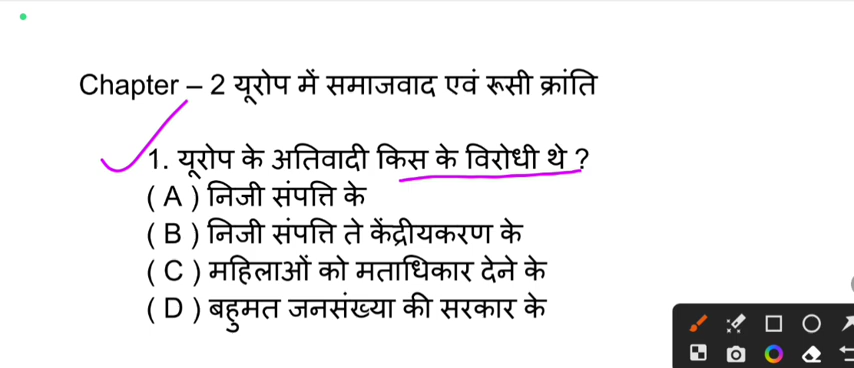 Chapter – 2 यूरोप में समाजवाद एवं रूसी क्रांति
1. यूरोप के अतिवादी किस के विरोधी थे ?
( A ) निजी संपत्ति के
( B ) निजी संपत्ति ते केंद्रीयकरण के
( C ) महिलाओं को मताधिकार देने के
( D ) बहुमत जनसंख्या की सरकार के